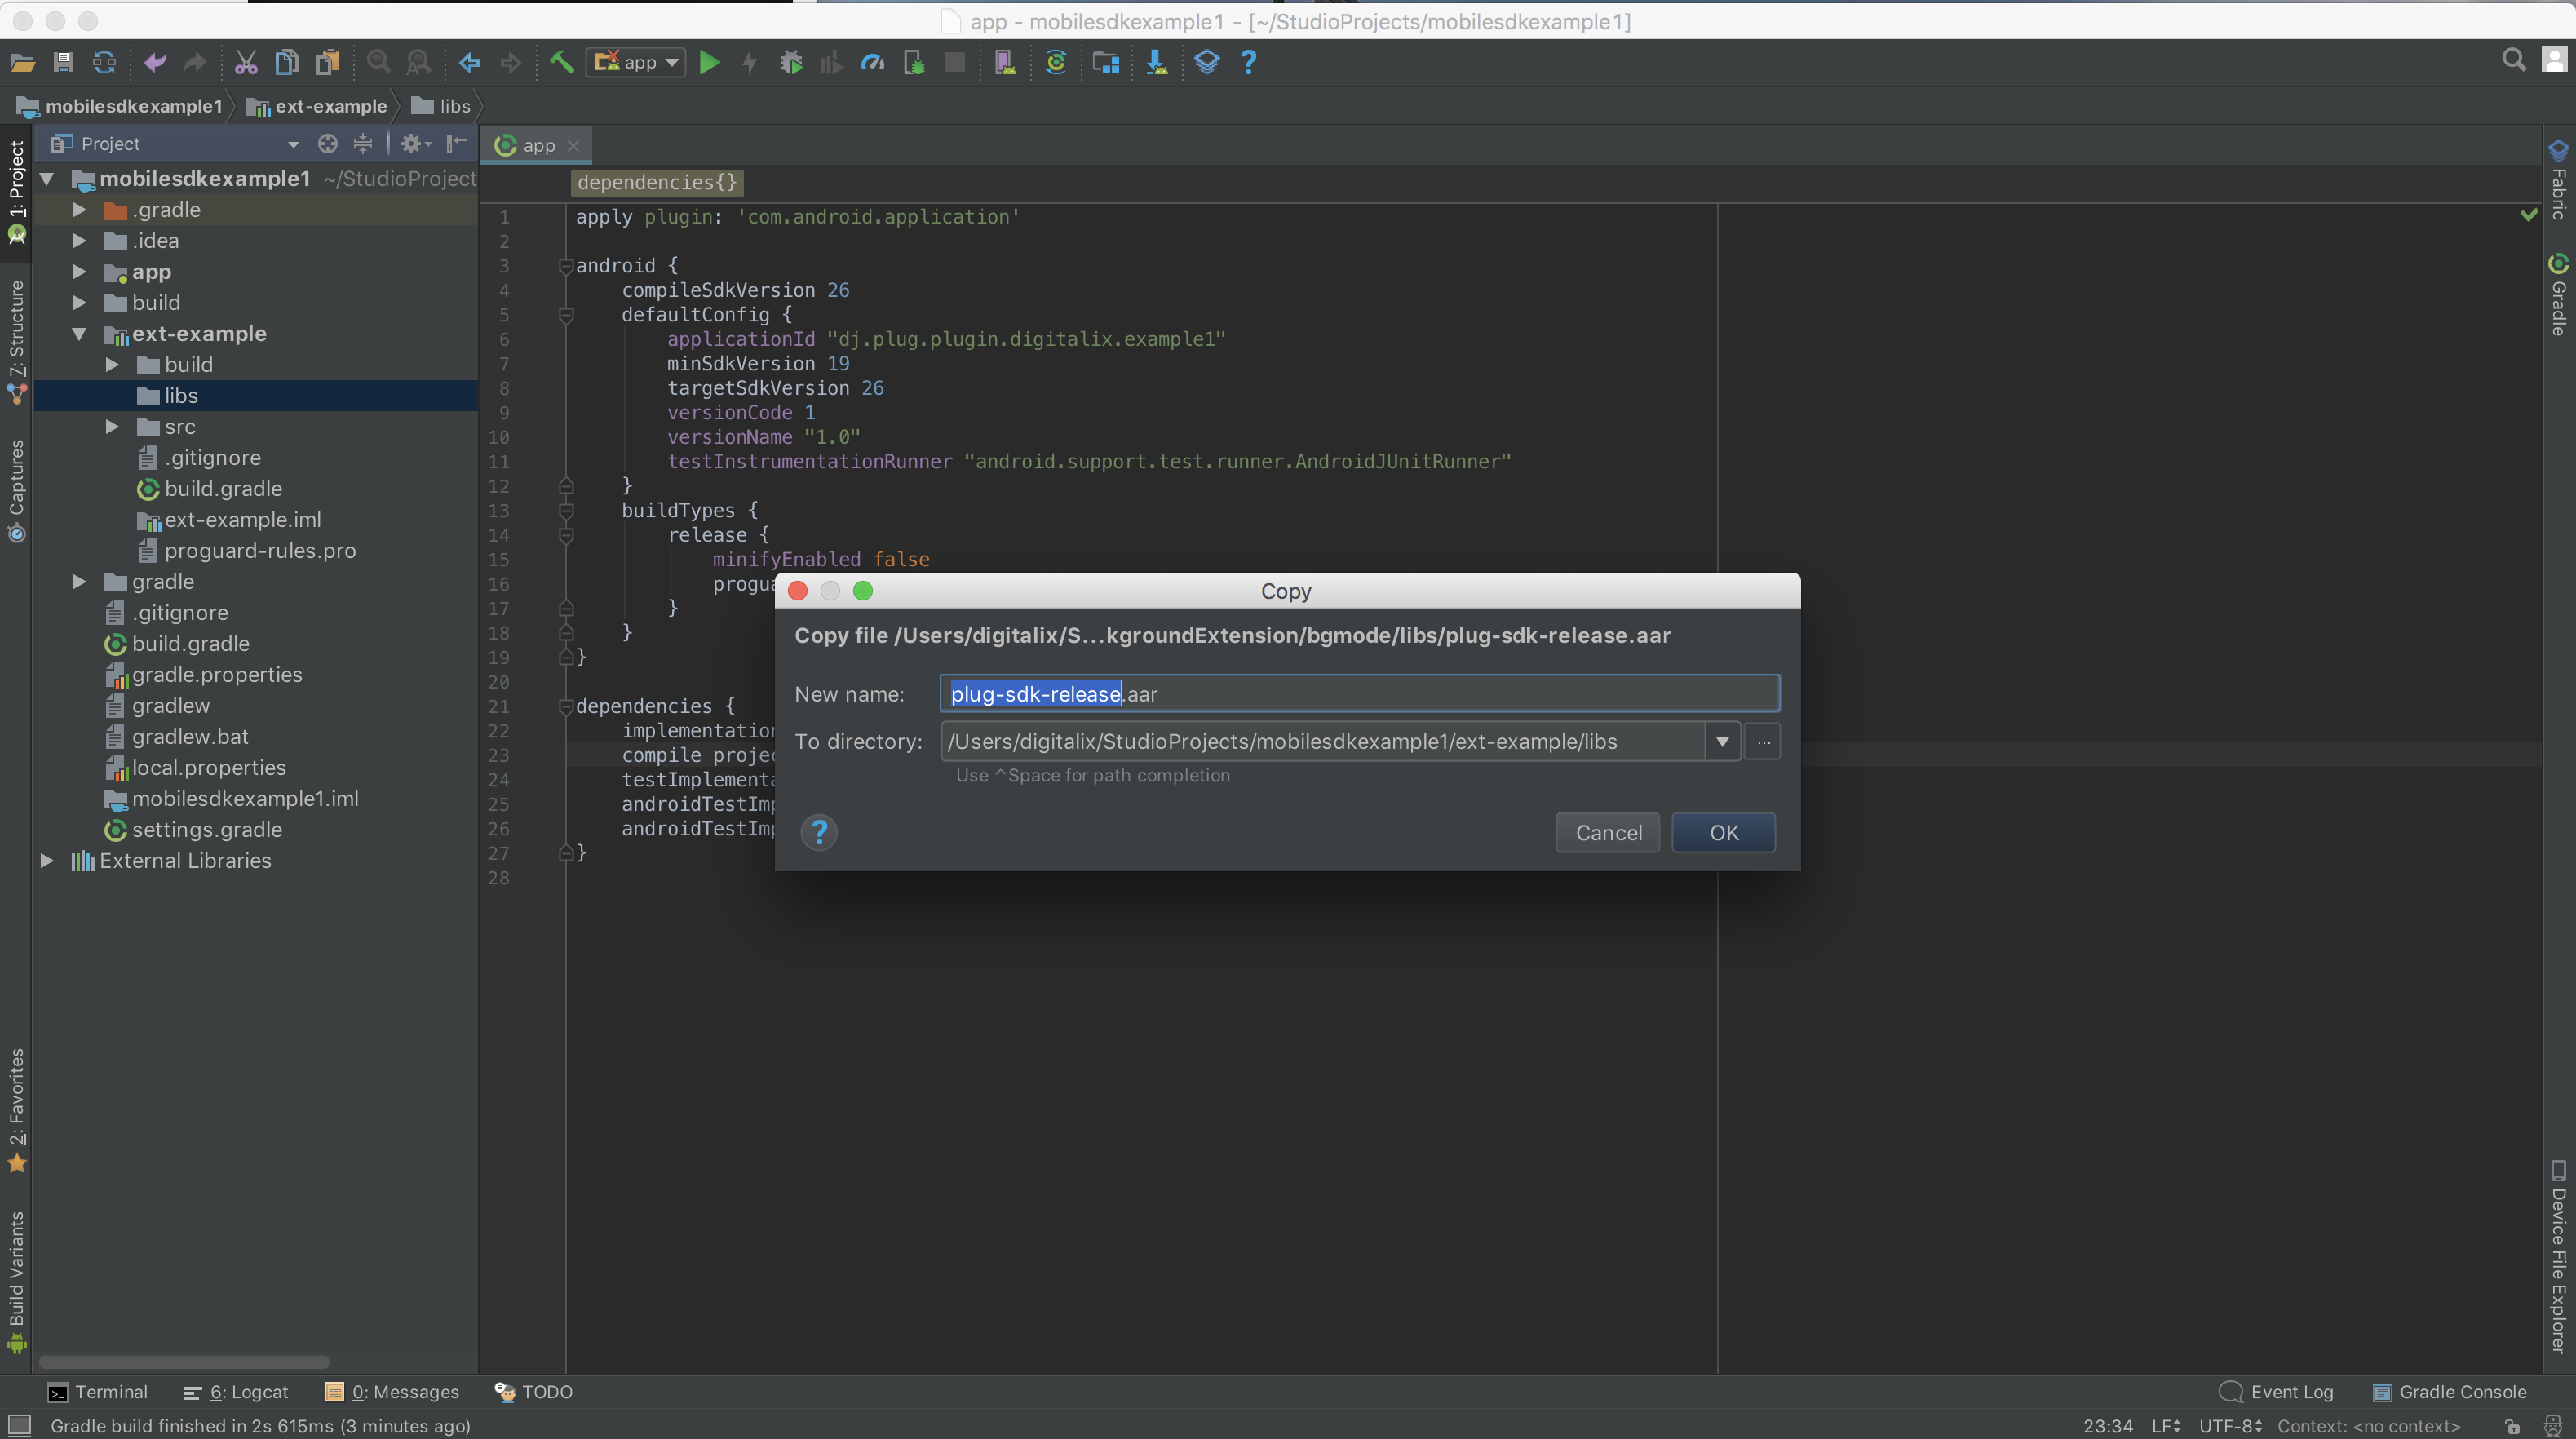 app - mobilesdkexample1 - [~/StudioProjects/mobilesdkexample1]
app
mobilesdkexample1
ext-example
libs
Project
app
1: Project
7: Structure
Captures
2: Favorites
Build Variants
mobilesdkexample1 ~/StudioProject
.gradle
.idea
app
build
ext-example
build
libs
src
.gitignore
build.gradle
ext-example.iml
proguard-rules.pro
gradle
.gitignore
build.gradle
gradle.properties
gradlew
gradlew.bat
local.properties
mobilesdkexample1.iml
settings.gradle
External Libraries
dependencies{}
1 apply plugin: 'com.android.application'
2
3 android {
4 compileSdkVersion 26
5 defaultConfig {
6 applicationId "dj.plug.plugin.digitalix.example1"
7 minSdkVersion 19
8 targetSdkVersion 26
9 versionCode 1
10 versionName "1.0"
11 testInstrumentationRunner "android.support.test.runner.AndroidJUnitRunner"
12 }
13 buildTypes {
14 release {
15 minifyEnabled false
16 progua
17 }
18 }
19 }
20
21 dependencies {
22 implementation
23 compile projec
24 testImplementa
25 androidTestImp
26 androidTestImp
27 }
28
Copy
Copy file /Users/digitalix/S...kgroundExtension/bgmode/libs/plug-sdk-release.aar
New name: plug-sdk-release.aar
To directory: /Users/digitalix/StudioProjects/mobilesdkexample1/ext-example/libs ...
Use ^Space for path completion
? Cancel OK
Fabric
Gradle
Device File Explorer
Terminal 6: Logcat 0: Messages TODO Event Log Gradle Console
Gradle build finished in 2s 615ms (3 minutes ago) 23:34 LF UTF-8 Context: <no context>